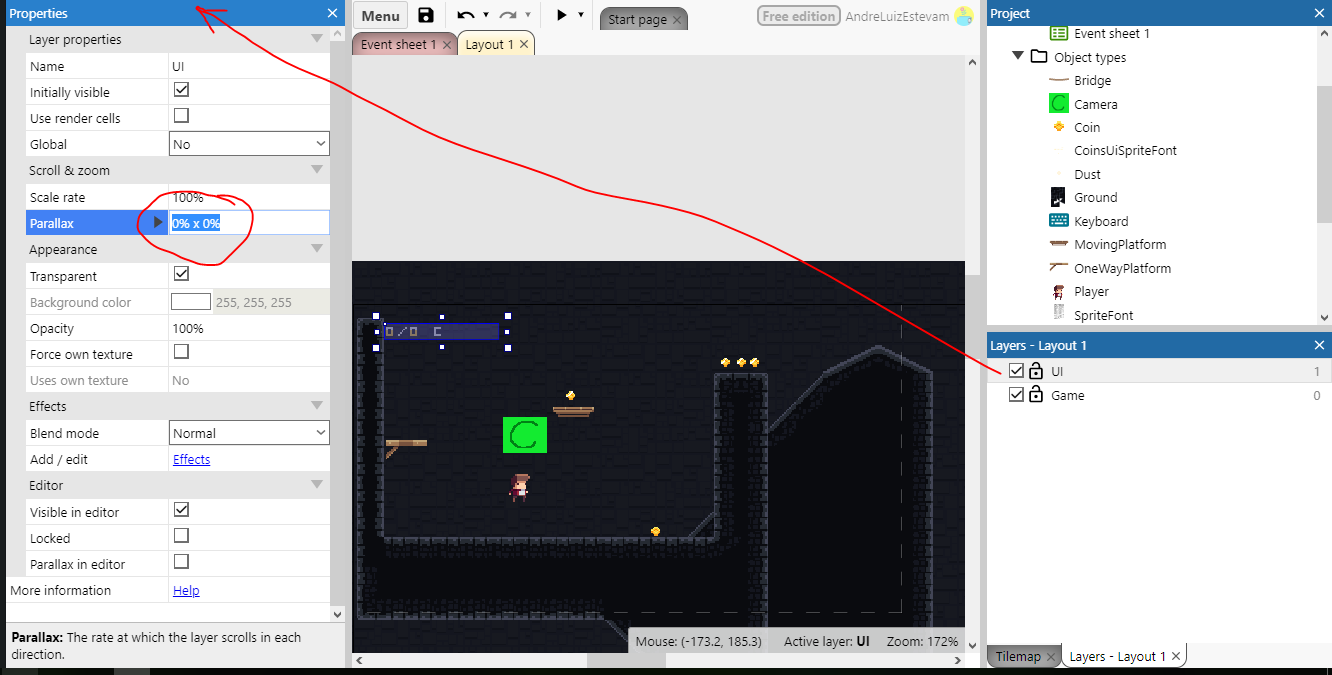 Properties
Layer properties
Name UI
Initially visible
Use render cells
Global No
Scroll & zoom
Scale rate 100%
Parallax 0% x 0%
Appearance
Transparent
Background color 255, 255, 255
Opacity 100%
Force own texture
Uses own texture No
Effects
Blend mode Normal
Add / edit Effects
Editor
Visible in editor
Locked
Parallax in editor
More information Help
Parallax: The rate at which the layer scrolls in each
direction.
Menu
Start page
Free edition AndreLuizEstevam
Event sheet 1 Layout 1
0/0 C
C
Mouse: (-173.2, 185.3) Active layer: UI Zoom: 172%
Project
Event sheet 1
Object types
Bridge
C Camera
Coin
CoinsUiSpriteFont
Dust
Ground
Keyboard
MovingPlatform
OneWayPlatform
Player
SpriteFont
Layers - Layout 1
UI 1
Game 0
Tilemap Layers - Layout 1